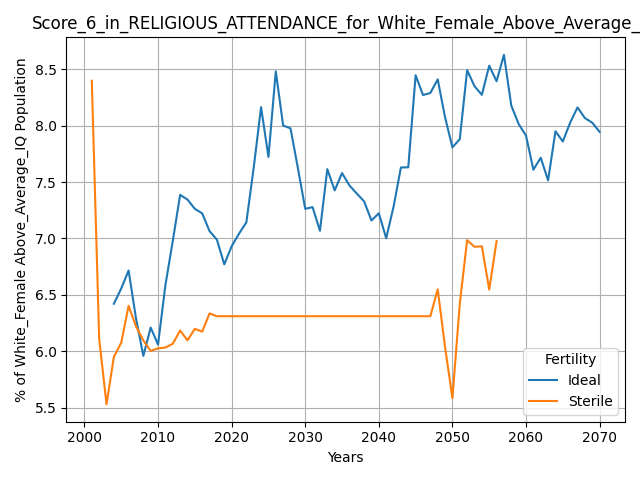 Score_6_in_RELIGIOUS_ATTENDANCE_for_White_Female_Above_Average_
% of White_Female Above_Average_IQ Population
8.5
8.0
7.5
7.0
6.5
6.0
5.5
Fertility
Ideal
Sterile
2000 2010 2020 2030 2040 2050 2060 2070
Years